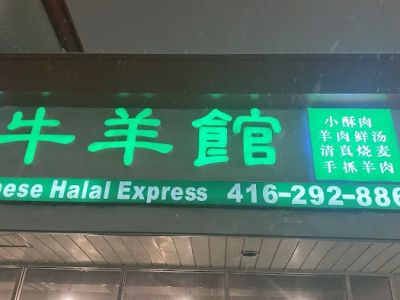 牛羊館
小酥肉
羊肉鲜汤
清真烧麦
手抓羊肉
nese Halal Express 416-292-886